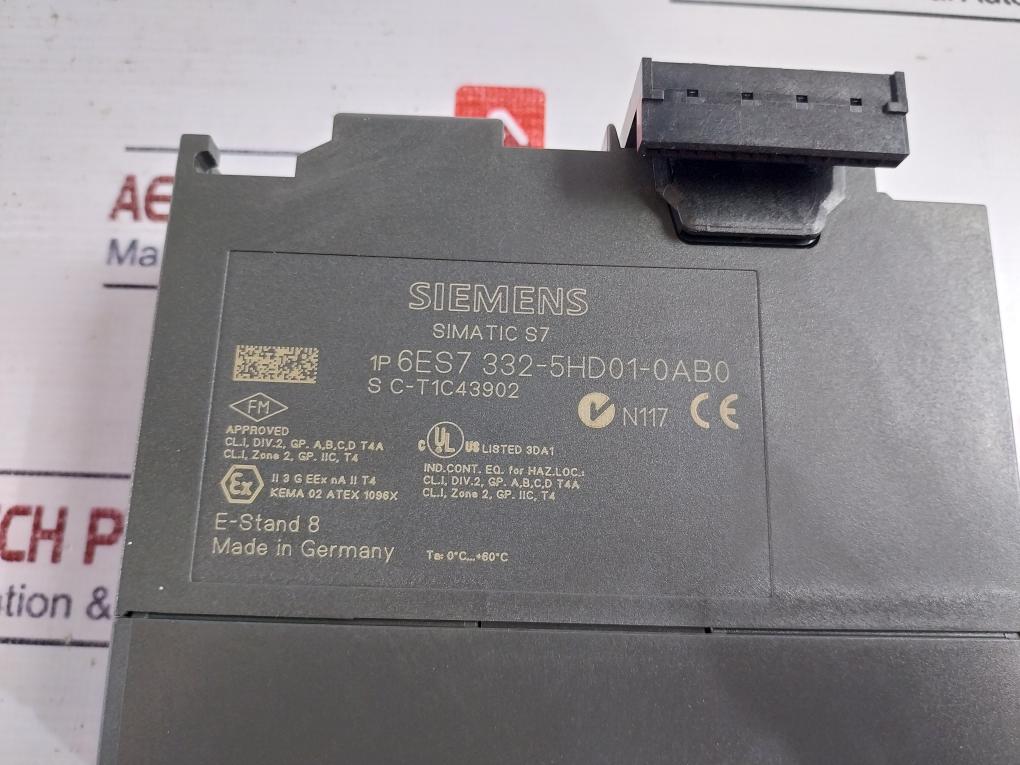 SIEMENS
SIMATIC S7
1P 6ES7 332-5HD01-0AB0
S C-T1C43902
N117 CE
FM
APPROVED
CL.I, DIV.2, GP. A,B,C,D T4A
CL.I, Zone 2, GP. IIC, T4
C UL US LISTED 3DA1
IND.CONT. EQ. for HAZ.LOC.:
CL.I, DIV.2, GP. A,B,C,D T4A
CL.I, Zone 2, GP. IIC, T4
Ex II 3 G EEx nA II T4
KEMA 02 ATEX 1096X
E-Stand 8
Made in Germany
Ta: 0°C...+60°C
AE
Ma
CH P
tion &